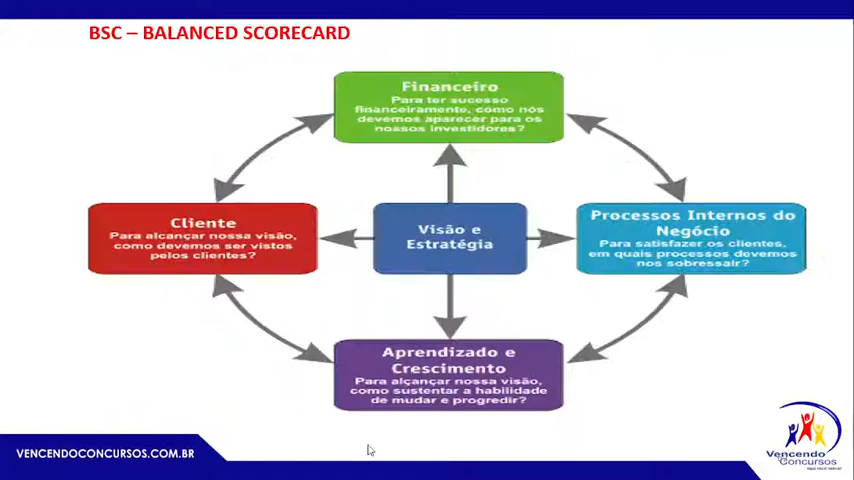 BSC – BALANCED SCORECARD
Financeiro
Para ter sucesso
financeiramente, como nós
devemos aparecer para os
nossos investidores?
Cliente
Para alcançar nossa visão,
como devemos ser vistos
pelos clientes?
Visão e
Estratégia
Processos Internos do
Negócio
Para satisfazer os clientes,
em quais processos devemos
nos sobressair?
Aprendizado e
Crescimento
Para alçançar nossa visão,
como sustentar a habilidade
de mudar e progredir?
VENCENDOCONCURSOS.COM.BR
Vencendo
Concursos